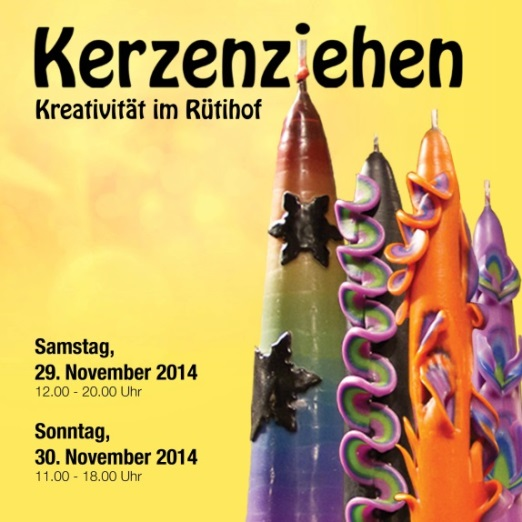 Kerzenziehen
Kreativität im Rütihof
Samstag,
29. November 2014
12.00 - 20.00 Uhr
Sonntag,
30. November 2014
11.00 - 18.00 Uhr